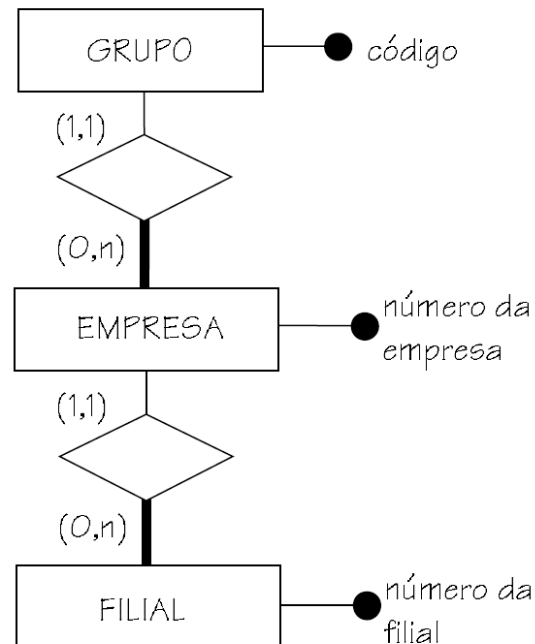 GRUPO
código
(1,1)
(0,n)
EMPRESA
número da
empresa
(1,1)
(0,n)
FILIAL
número da
filial